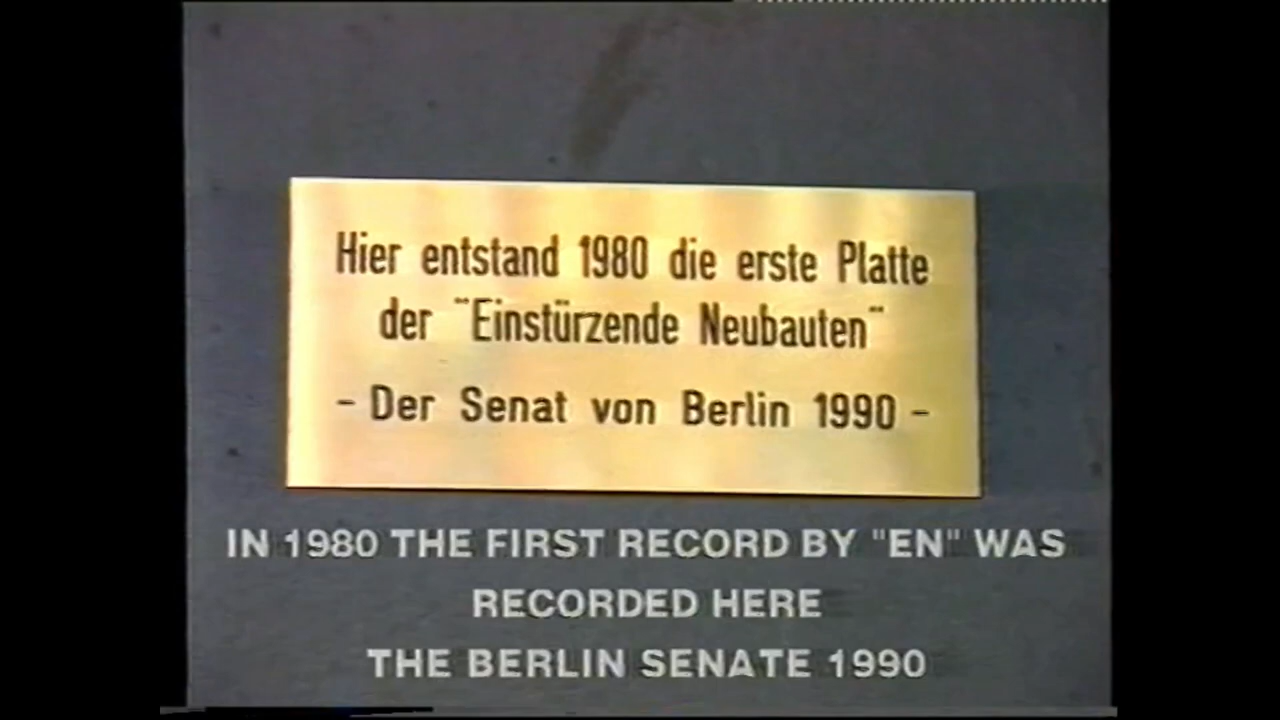 Hier entstand 1980 die erste Platte
der "Einstürzende Neubauten"
- Der Senat von Berlin 1990 -
IN 1980 THE FIRST RECORD BY "EN" WAS
RECORDED HERE
THE BERLIN SENATE 1990